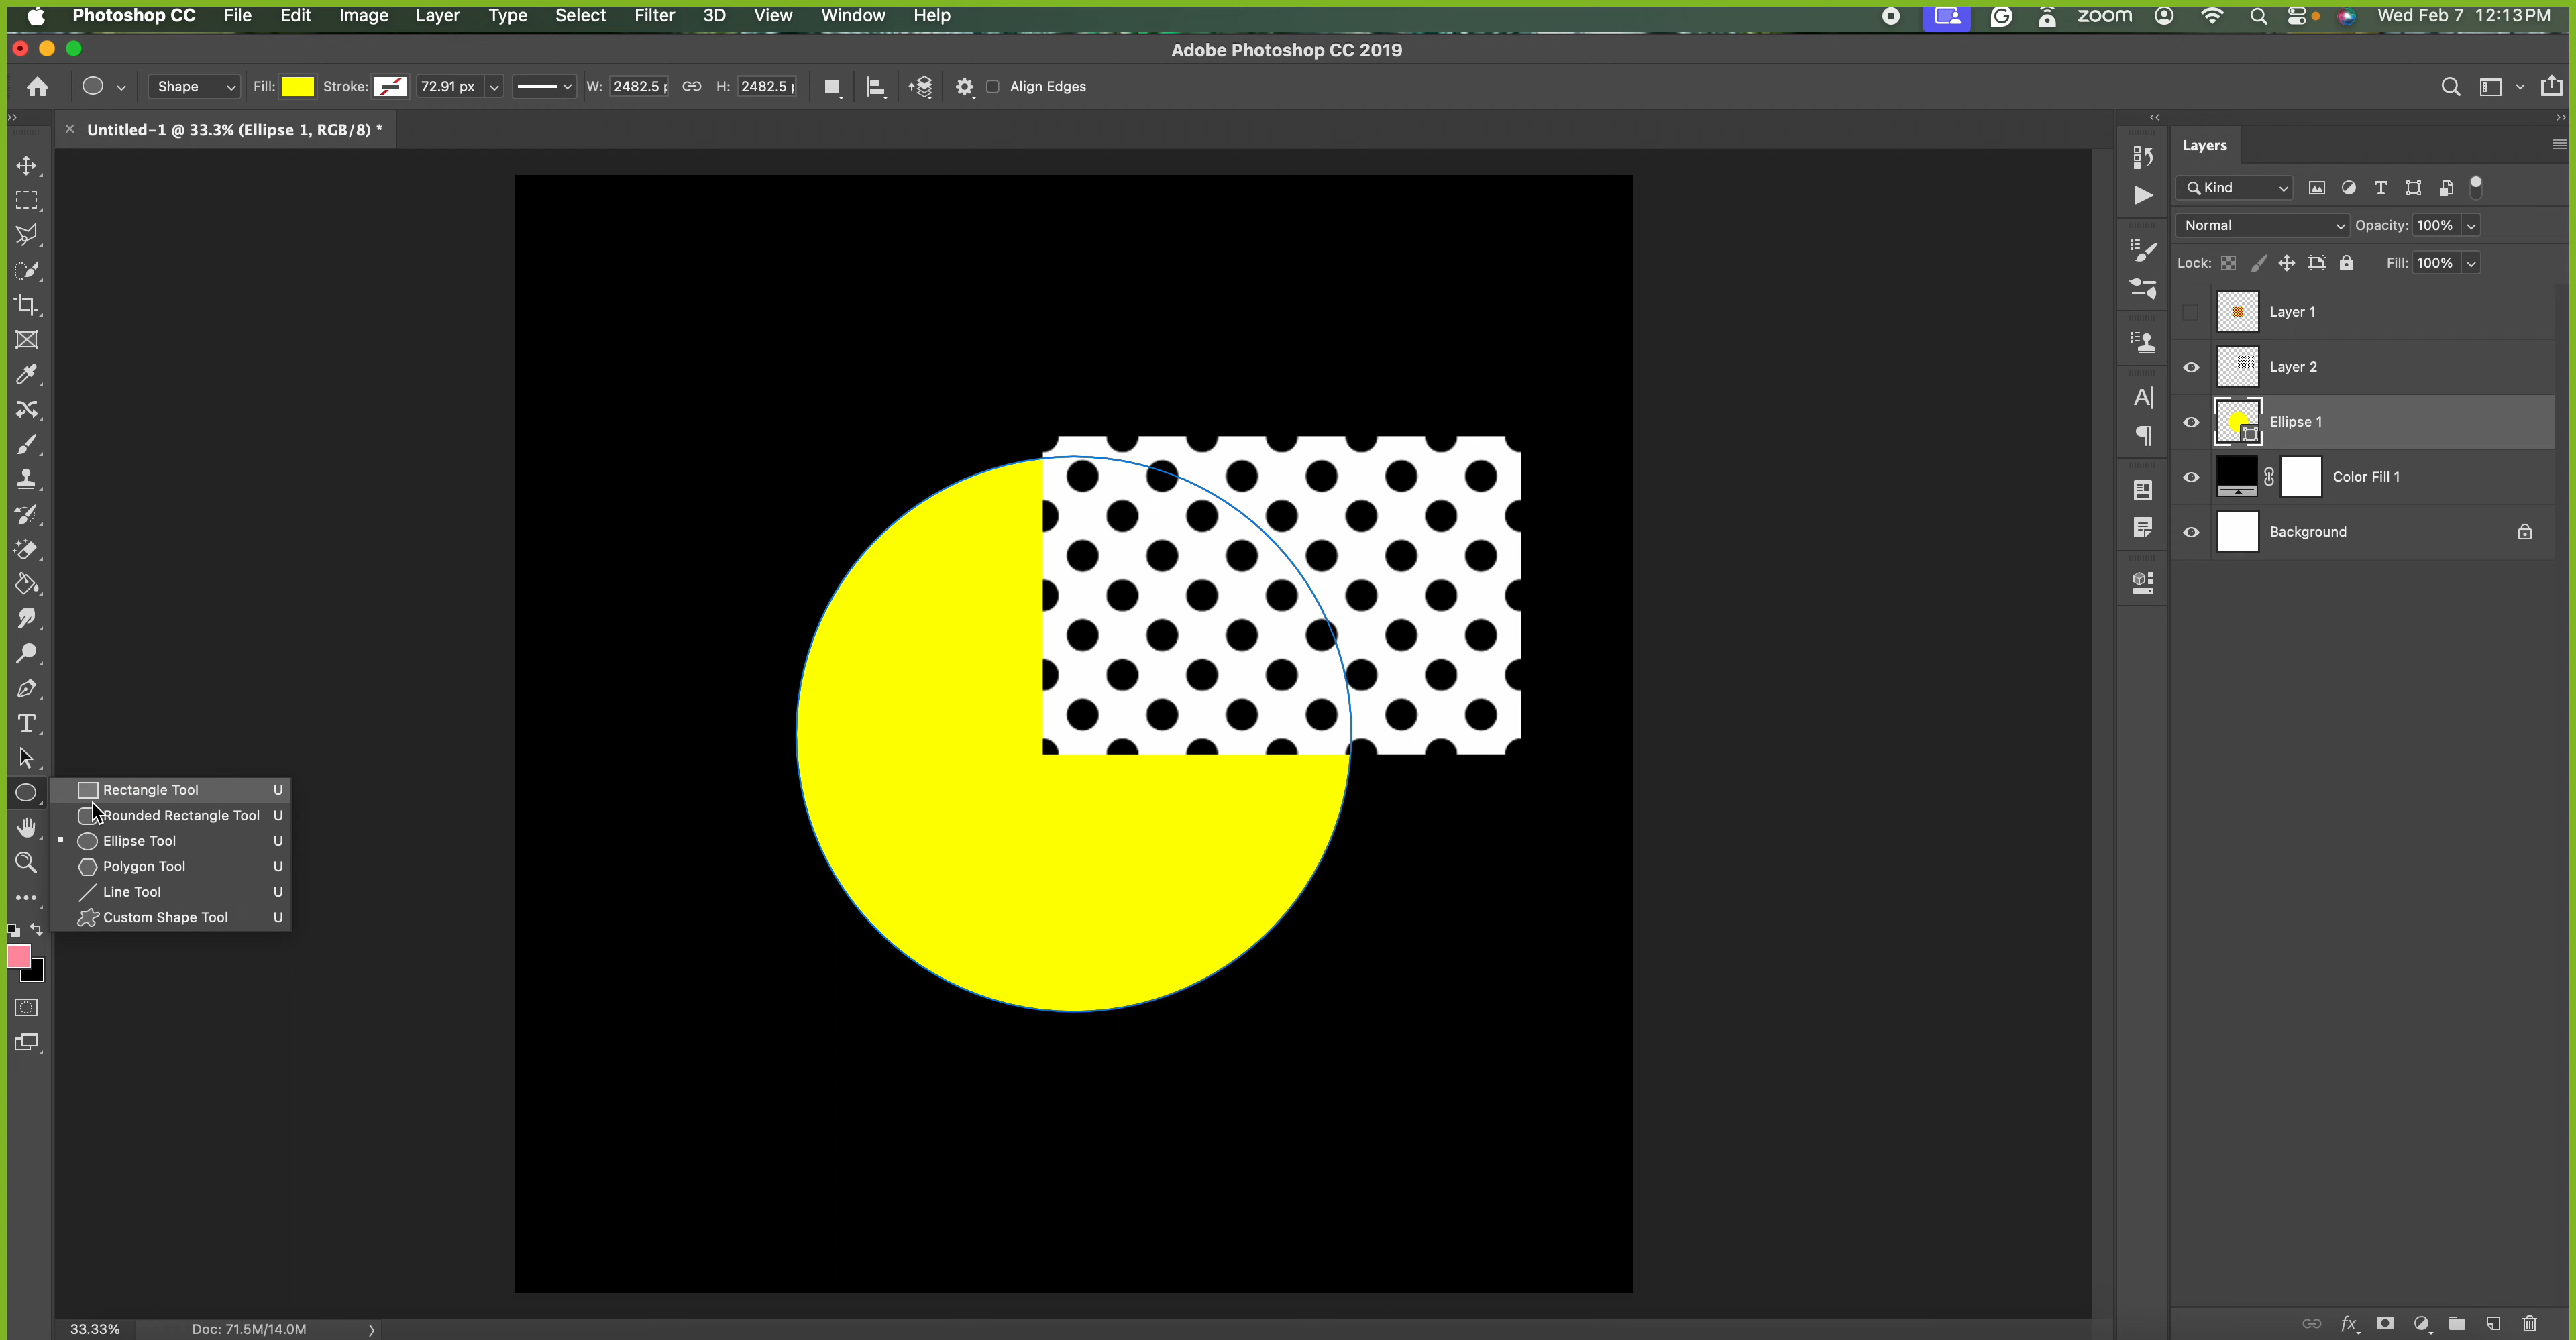 Photoshop CC File Edit Image Layer Type Select Filter 3D View Window Help zoom Wed Feb 7 12:13 PM
Adobe Photoshop CC 2019
Shape Fill: Stroke: 72.91 px W: 2482.5 H: 2482.5 Align Edges
Untitled-1 @ 33.3% (Ellipse 1, RGB/8) *
Layers
Kind
Normal Opacity: 100%
Lock: Fill: 100%
Layer 1
Layer 2
Ellipse 1
Color Fill 1
Background
Rectangle Tool U
Rounded Rectangle Tool U
Ellipse Tool U
Polygon Tool U
Line Tool U
Custom Shape Tool U
33.33% Doc: 71.5M/14.0M